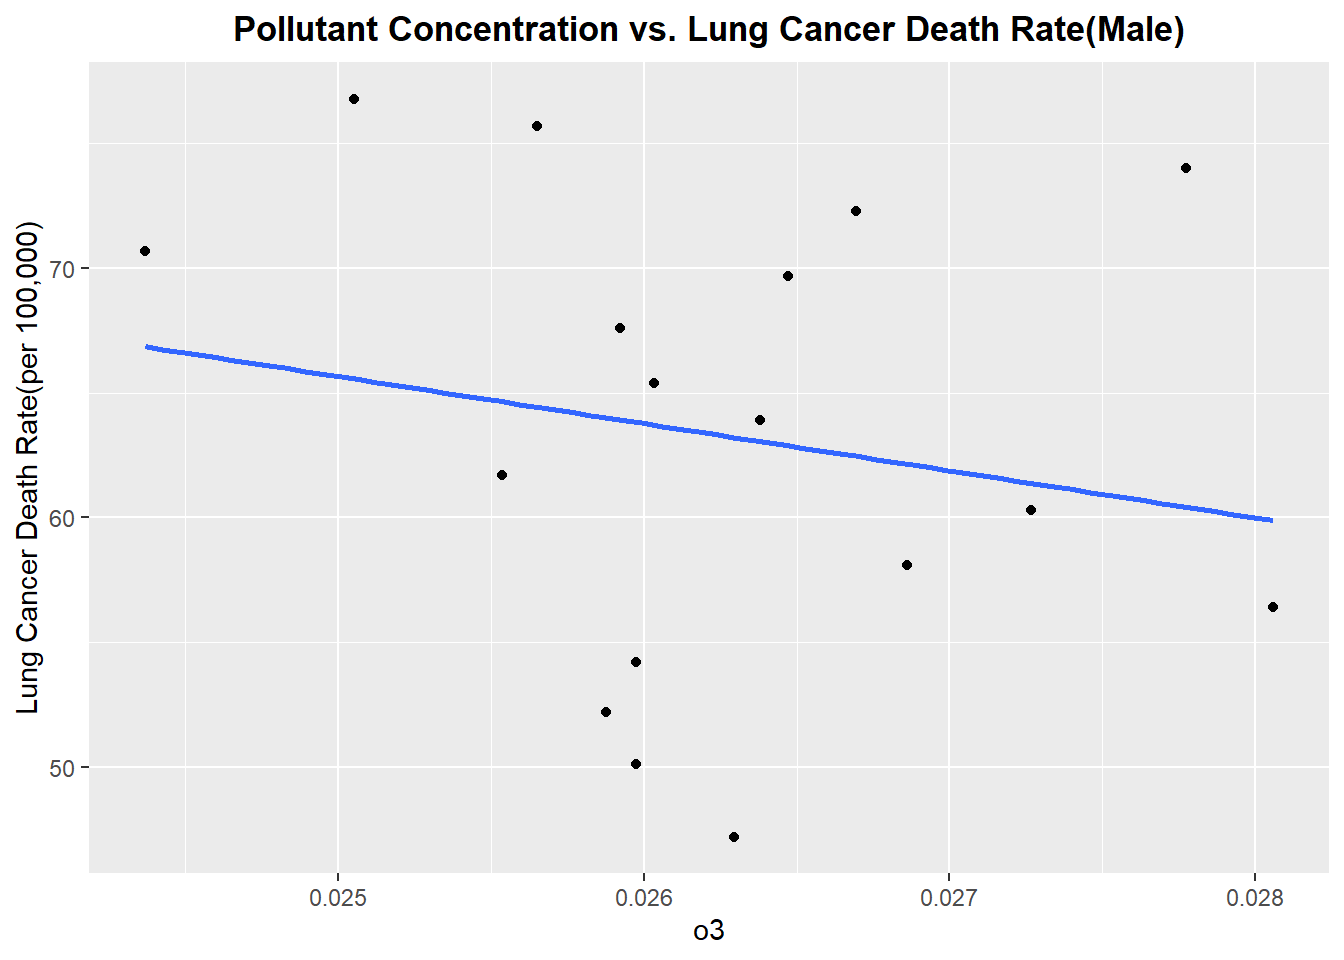 Pollutant Concentration vs. Lung Cancer Death Rate(Male)
Lung Cancer Death Rate(per 100,000)
70
60
50
0.025 0.026 0.027 0.028
o3